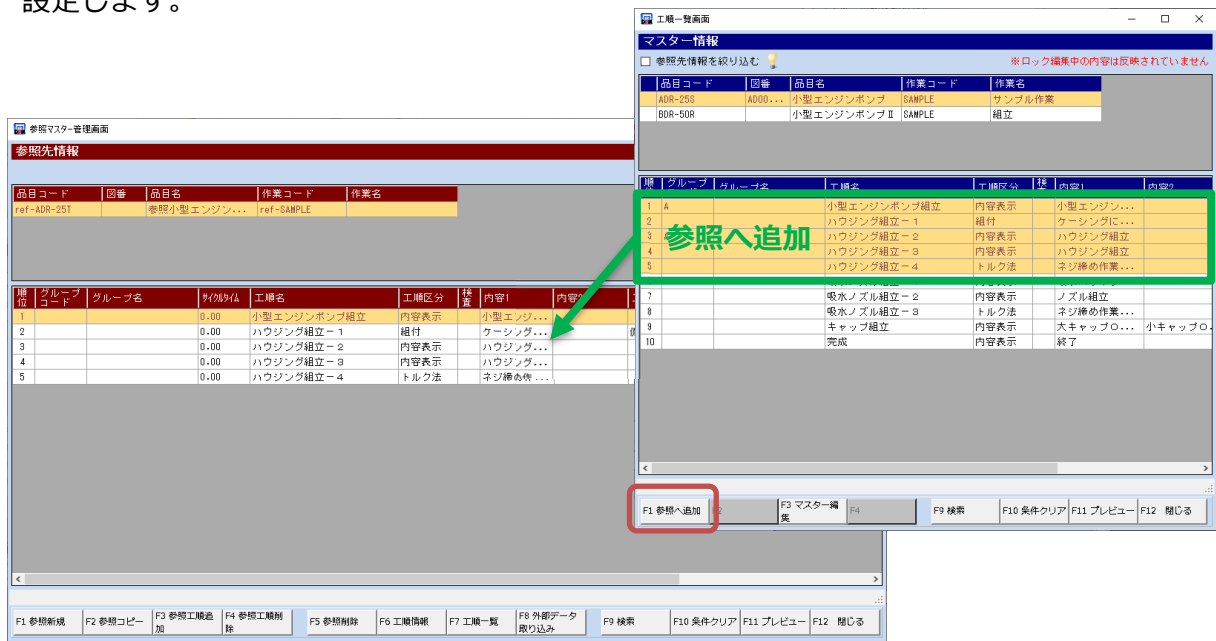 設定します。
工順一覧画面
マスター情報
参照先情報を絞り込む
※ロック編集中の内容は反映されていません
品目コード 図番 品目名 作業コード 作業名
ADR-25S AD00... 小型エンジンポンプ SAMPLE サンプル作業
BDR-50R 小型エンジンポンプⅡ SAMPLE 組立
グループ グループ名 工順名 工順区分 内容1 内容2
1 A 小型エンジンポンプ組立 内容表示 小型エンジン...
2 ハウジング組立－１ 組付 ケーシングに...
3 ハウジング組立－２ 内容表示 ハウジング組立
4 ハウジング組立－３ 内容表示 ハウジング組立
5 ハウジング組立－４ トルク法 ネジ締め作業...
参照へ追加
7 吸水ノズル組立－２ 内容表示 ノズル組立
8 吸水ノズル組立－３ トルク法 ネジ締め作業...
9 キャップ組立 内容表示 大キャップO... 小キャップO.
10 完成 内容表示 終了
F1 参照へ追加 F3 マスター編集 F4 F9 検索 F10 条件クリア F11 プレビュー F12 閉じる
参照マスター管理画面
参照先情報
品目コード 図番 品目名 作業コード 作業名
ref-ADR-25T 参照小型エンジン... ref-SAMPLE
順位 グループコード グループ名 サイクルタイム 工順名 工順区分 検査 内容1
1 0.00 小型エンジンポンプ組立 内容表示 小型エンジ...
2 0.00 ハウジング組立－１ 組付 ケーシング...
3 0.00 ハウジング組立－２ 内容表示 ハウジング...
4 0.00 ハウジング組立－３ 内容表示 ハウジング...
5 0.00 ハウジング組立－４ トルク法 ネジ締め作...
F1 参照新規 F2 参照コピー F3 参照工順追加 F4 参照工順削除 F5 参照削除 F6 工順情報 F7 工順一覧 F8 外部データ取り込み F9 検索 F10 条件クリア F11 プレビュー F12 閉じる